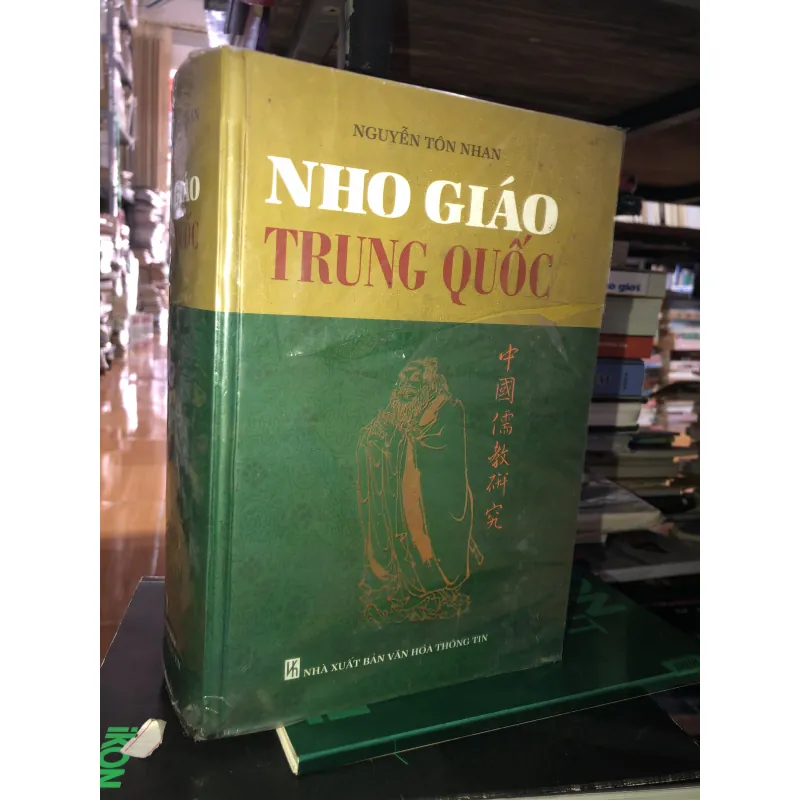 NGUYỄN TÔN NHAN
NHO GIÁO
TRUNG QUỐC
中國儒教研究
NHÀ XUẤT BẢN VĂN HÓA THÔNG TIN
iKON